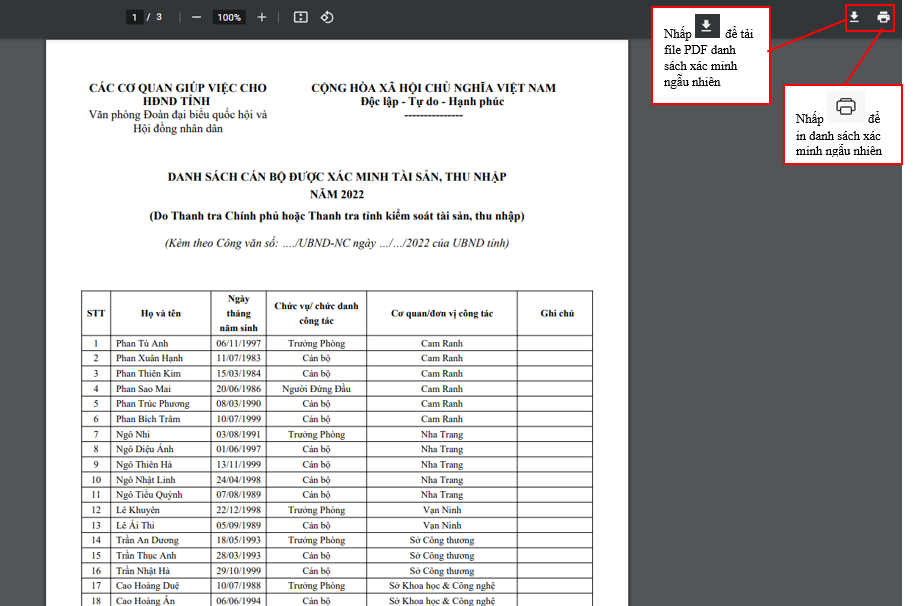 1 / 3
100%
Nhấp để tải
file PDF danh
sách xác minh
ngẫu nhiên
Nhấp để
in danh sách xác
minh ngẫu nhiên
CÁC CƠ QUAN GIÚP VIỆC CHO
HĐND TỈNH
Văn phòng Đoàn đại biểu quốc hội và
Hội đồng nhân dân
CỘNG HÒA XÃ HỘI CHỦ NGHĨA VIỆT NAM
Độc lập - Tự do - Hạnh phúc
---------------
DANH SÁCH CÁN BỘ ĐƯỢC XÁC MINH TÀI SẢN, THU NHẬP
NĂM 2022
(Do Thanh tra Chính phủ hoặc Thanh tra tỉnh kiểm soát tài sản, thu nhập)
(Kèm theo Công văn số: …./UBND-NC ngày …/…/2022 của UBND tỉnh)
STT Họ và tên Ngày tháng năm sinh Chức vụ/ chức danh công tác Cơ quan/đơn vị công tác Ghi chú
1 Phan Tú Anh 06/11/1997 Trưởng Phòng Cam Ranh
2 Phan Xuân Hạnh 11/07/1983 Cán bộ Cam Ranh
3 Phan Thiên Kim 15/03/1984 Cán bộ Cam Ranh
4 Phan Sao Mai 20/06/1986 Người Đứng Đầu Cam Ranh
5 Phan Trúc Phương 08/03/1990 Cán bộ Cam Ranh
6 Phan Bích Trâm 10/07/1999 Cán bộ Cam Ranh
7 Ngô Nhi 03/08/1991 Trưởng Phòng Nha Trang
8 Ngô Diệu Ánh 01/06/1997 Cán bộ Nha Trang
9 Ngô Thiên Hà 13/11/1999 Cán bộ Nha Trang
10 Ngô Nhật Linh 24/04/1998 Cán bộ Nha Trang
11 Ngô Tiểu Quỳnh 07/08/1989 Cán bộ Nha Trang
12 Lê Khuyên 22/12/1998 Trưởng Phòng Vạn Ninh
13 Lê Ái Thi 05/09/1989 Cán bộ Vạn Ninh
14 Trần An Dương 18/05/1993 Trưởng Phòng Sở Công thương
15 Trần Thục Anh 28/03/1993 Cán bộ Sở Công thương
16 Trần Nhật Hà 29/10/1999 Cán bộ Sở Công thương
17 Cao Hoàng Duệ 10/07/1988 Trưởng Phòng Sở Khoa học & Công nghệ
18 Cao Hoàng Ân 06/06/1994 Cán bộ Sở Khoa học & Công nghệ